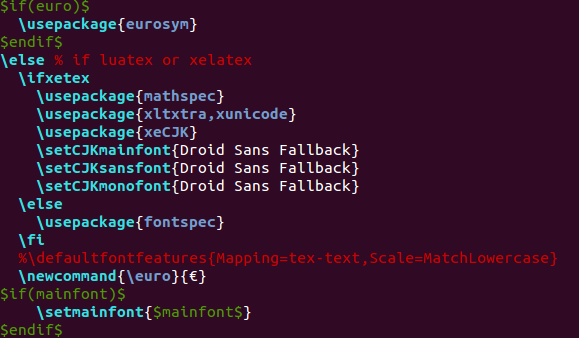 $if(euro)$
  \usepackage{eurosym}
$endif$
\else % if luatex or xelatex
  \ifxetex
    \usepackage{mathspec}
    \usepackage{xltxtra,xunicode}
    \usepackage{xeCJK}
    \setCJKmainfont{Droid Sans Fallback}
    \setCJKsansfont{Droid Sans Fallback}
    \setCJKmonofont{Droid Sans Fallback}
  \else
    \usepackage{fontspec}
  \fi
  %\defaultfontfeatures{Mapping=tex-text,Scale=MatchLowercase}
  \newcommand{\euro}{€}
$if(mainfont)$
    \setmainfont{$mainfont$}
$endif$